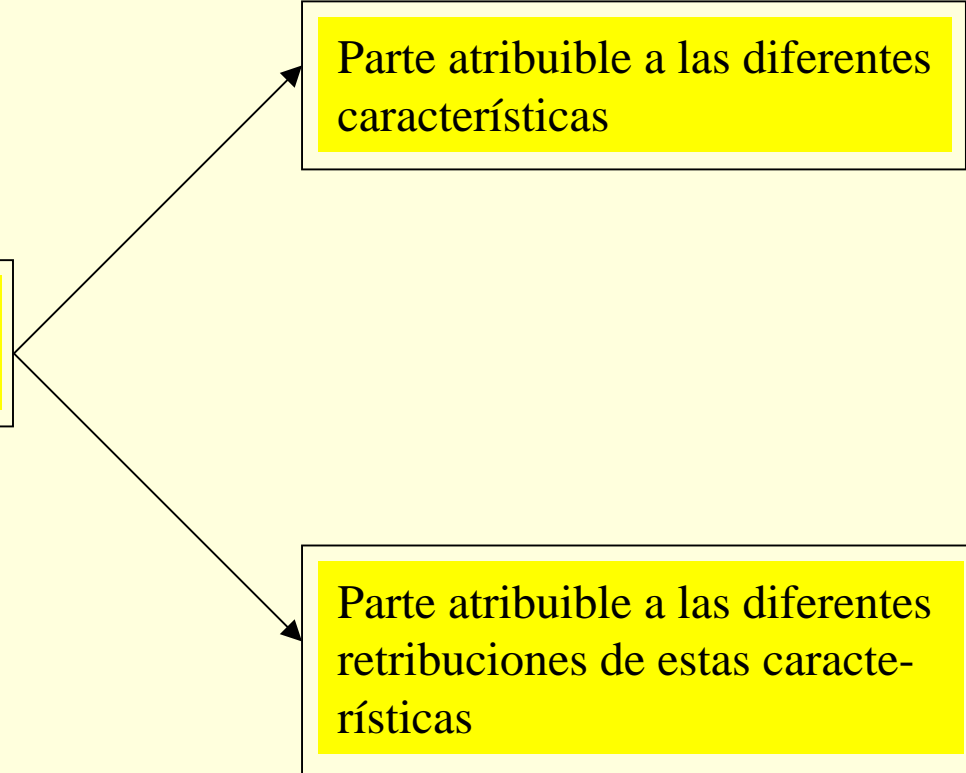 Parte atribuible a las diferentes
características
Parte atribuible a las diferentes
retribuciones de estas caracte-
rísticas